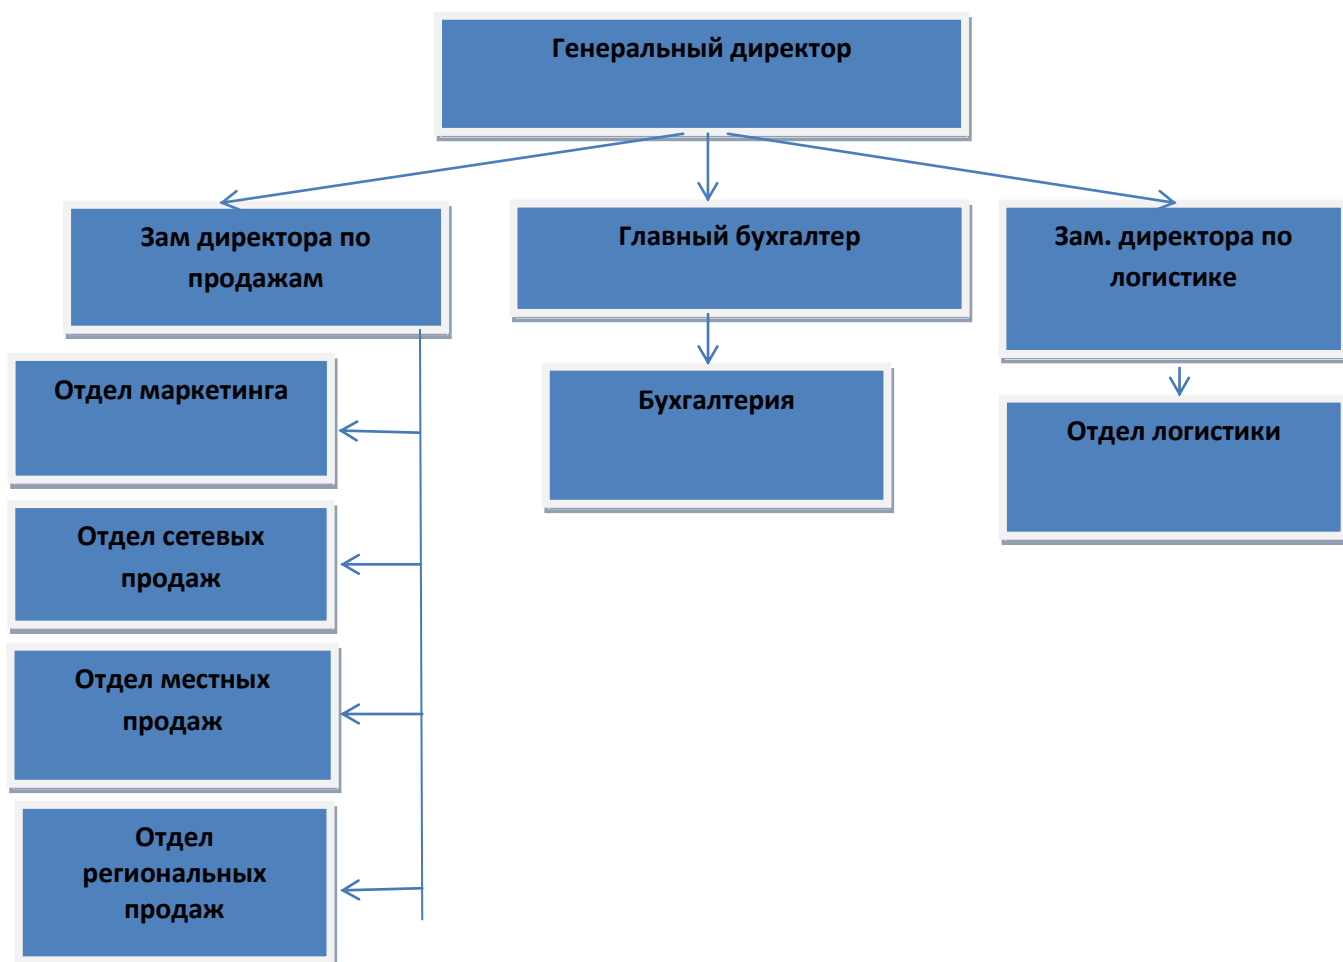 Генеральный директор
Зам директора по
продажам
Главный бухгалтер
Зам. директора по
логистике
Отдел маркетинга
Бухгалтерия
Отдел логистики
Отдел сетевых
продаж
Отдел местных
продаж
Отдел
региональных
продаж